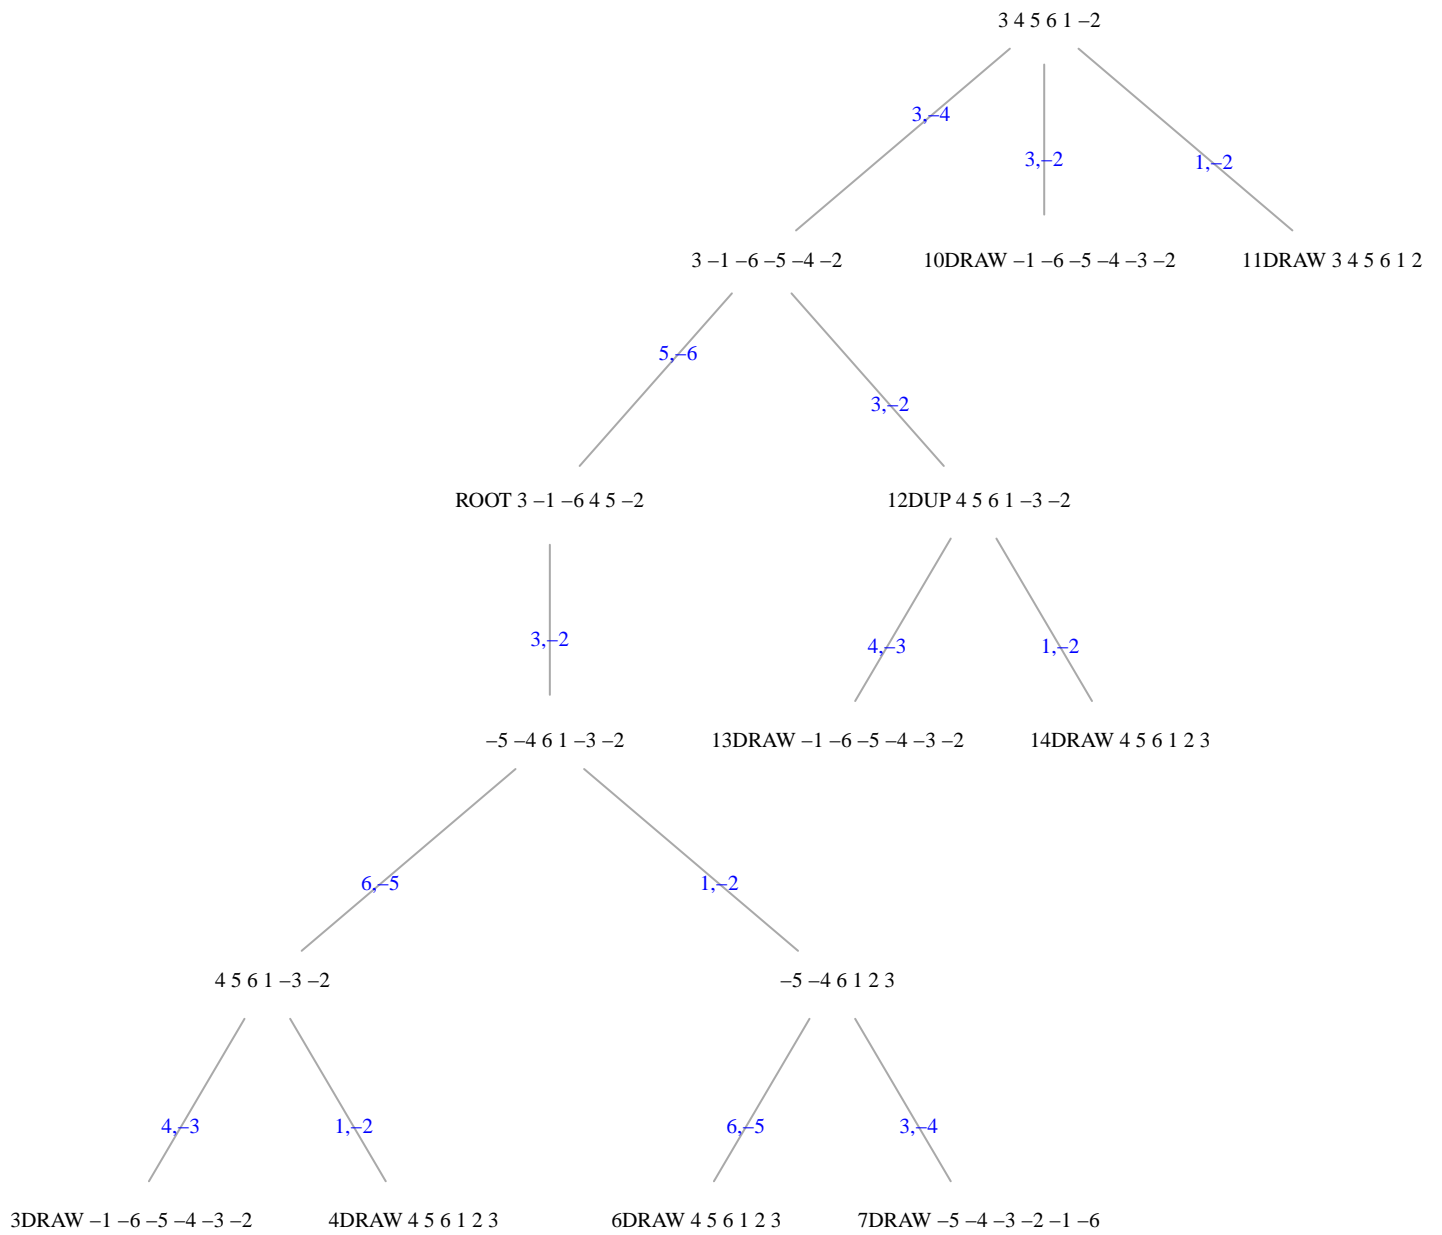 3 4 5 6 1 –2
3,–4
3,–2
1,–2
3 –1 –6 –5 –4 –2
10DRAW –1 –6 –5 –4 –3 –2
11DRAW 3 4 5 6 1 2
5,–6
3,–2
ROOT 3 –1 –6 4 5 –2
12DUP 4 5 6 1 –3 –2
3,–2
4,–3
1,–2
–5 –4 6 1 –3 –2
13DRAW –1 –6 –5 –4 –3 –2
14DRAW 4 5 6 1 2 3
6,–5
1,–2
4 5 6 1 –3 –2
–5 –4 6 1 2 3
4,–3
1,–2
6,–5
3,–4
3DRAW –1 –6 –5 –4 –3 –2
4DRAW 4 5 6 1 2 3
6DRAW 4 5 6 1 2 3
7DRAW –5 –4 –3 –2 –1 –6